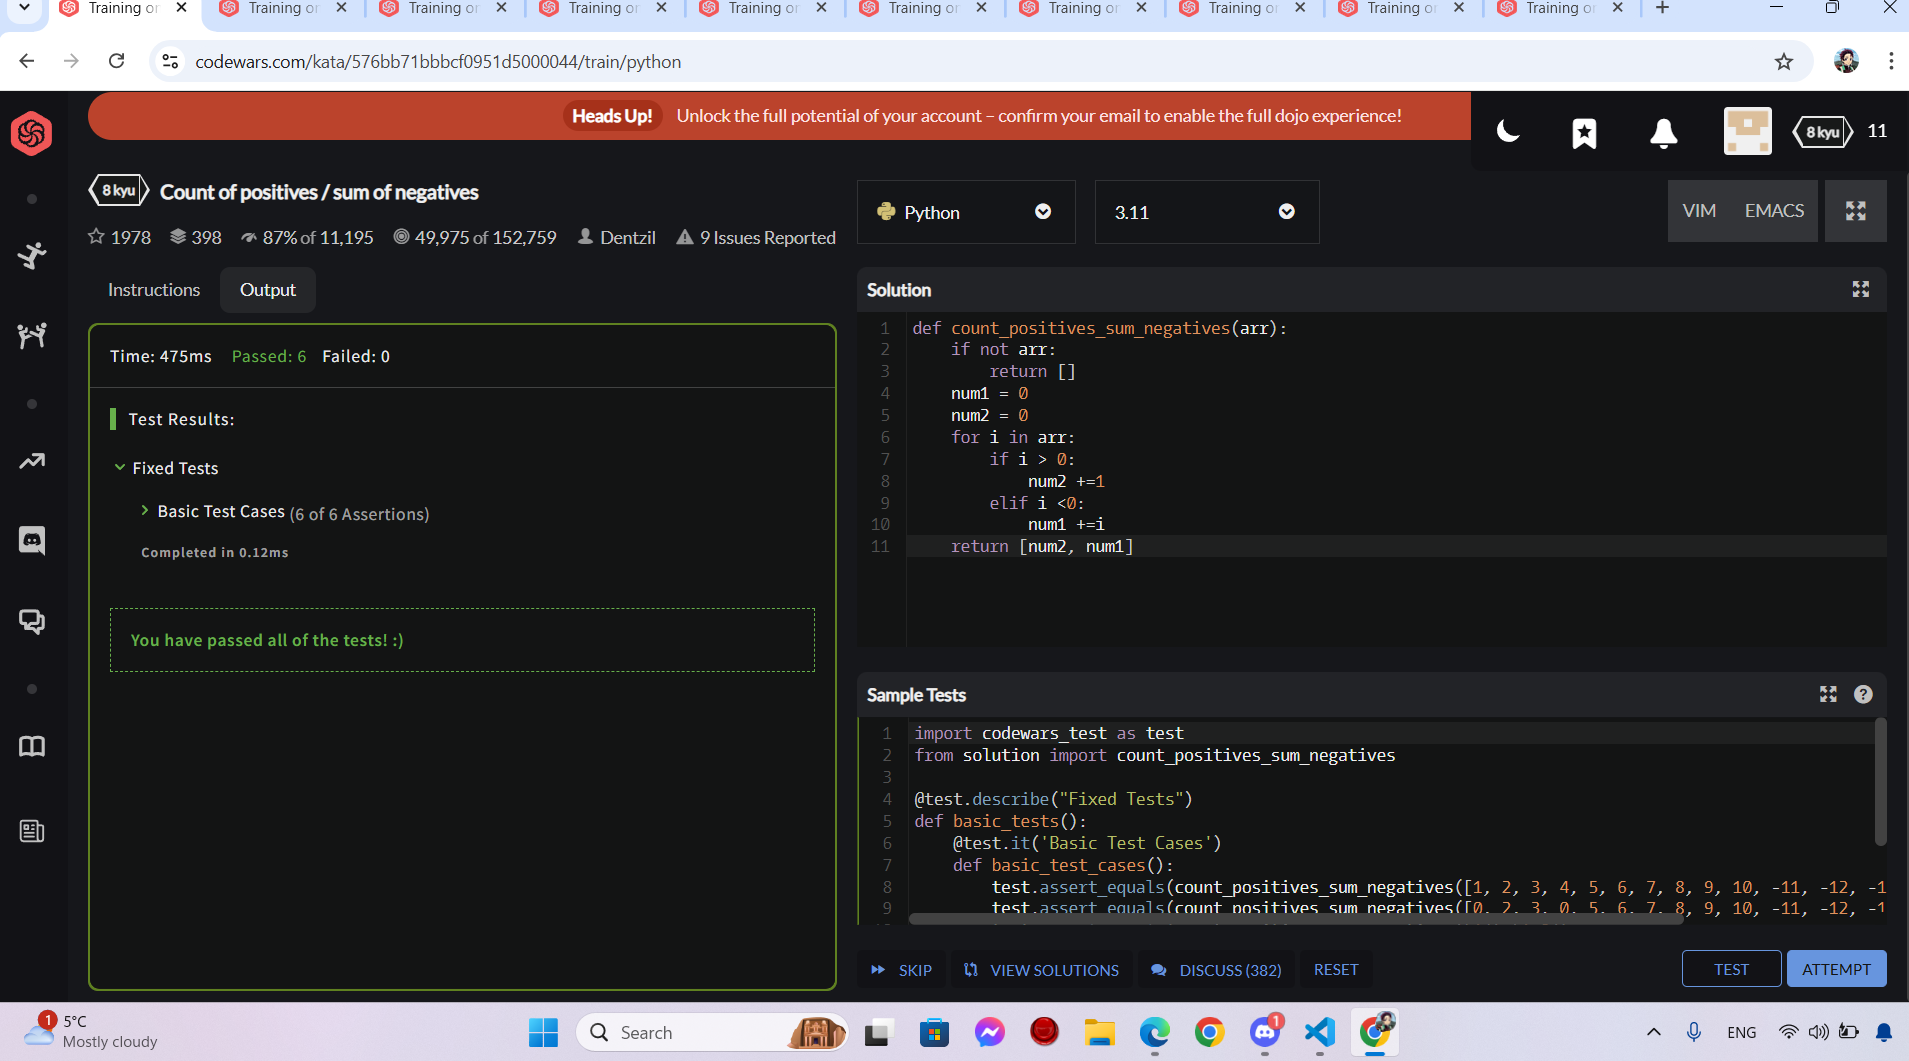 Training or
Training or
Training or
Training or
Training or
Training or
Training or
Training or
Training or
Training or
codewars.com/kata/576bb71bbbcf0951d5000044/train/python
Heads Up! Unlock the full potential of your account – confirm your email to enable the full dojo experience!
8 kyu 11
8 kyu Count of positives / sum of negatives
1978 398 87% of 11,195 49,975 of 152,759 Dentzil 9 Issues Reported
Python
3.11
VIM EMACS
Instructions Output
Time: 475ms Passed: 6 Failed: 0
Test Results:
Fixed Tests
Basic Test Cases (6 of 6 Assertions)
Completed in 0.12ms
You have passed all of the tests! :)
Solution
1 def count_positives_sum_negatives(arr):
2     if not arr:
3         return []
4     num1 = 0
5     num2 = 0
6     for i in arr:
7         if i > 0:
8             num2 +=1
9         elif i <0:
10             num1 +=i
11     return [num2, num1]
Sample Tests
1 import codewars_test as test
2 from solution import count_positives_sum_negatives
3
4 @test.describe("Fixed Tests")
5 def basic_tests():
6     @test.it('Basic Test Cases')
7     def basic_test_cases():
8         test.assert_equals(count_positives_sum_negatives([1, 2, 3, 4, 5, 6, 7, 8, 9, 10, -11, -12, -1
9         test.assert_equals(count_positives_sum_negatives([0, 2, 3, 0, 5, 6, 7, 8, 9, 10, -11, -12, -1
SKIP VIEW SOLUTIONS DISCUSS (382) RESET
TEST ATTEMPT
1
5°C
Mostly cloudy
Search
1
ENG